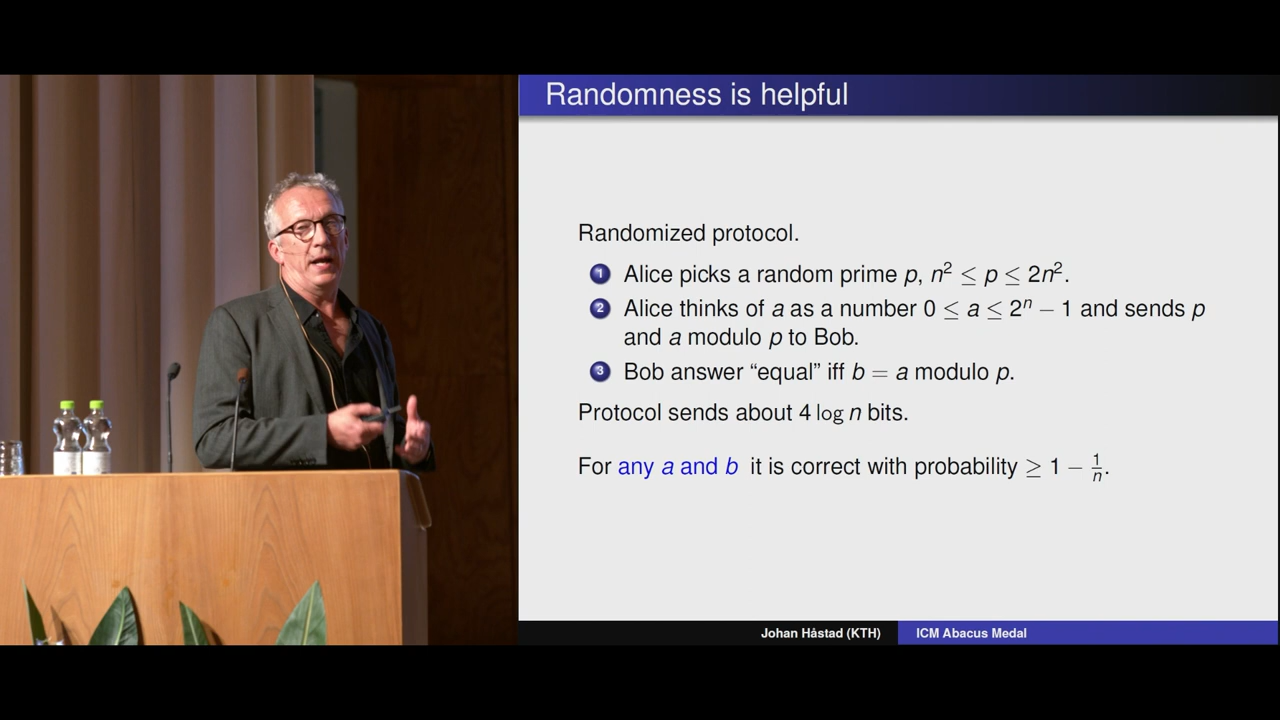 Randomness is helpful
Randomized protocol.
1 Alice picks a random prime p, n² ≤ p ≤ 2n².
2 Alice thinks of a as a number 0 ≤ a ≤ 2ⁿ − 1 and sends p
and a modulo p to Bob.
3 Bob answer “equal” iff b = a modulo p.
Protocol sends about 4 log n bits.
For any a and b it is correct with probability ≥ 1 − 1/n.
Johan Håstad (KTH) ICM Abacus Medal